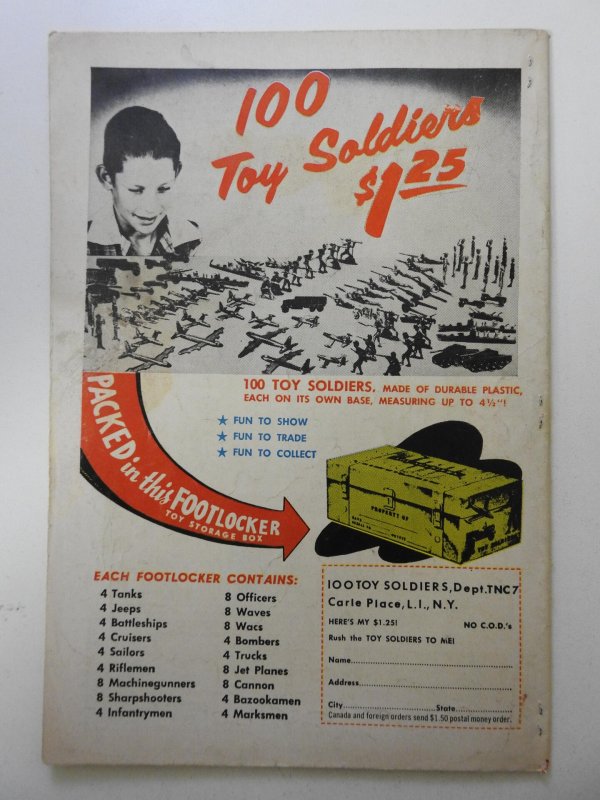 100
Toy Soldiers
$1.25
100 TOY SOLDIERS, MADE OF DURABLE PLASTIC,
EACH ON ITS OWN BASE, MEASURING UP TO 4½"!
★ FUN TO SHOW
★ FUN TO TRADE
★ FUN TO COLLECT
PACKED in this FOOTLOCKER
TOY STORAGE BOX
PROPERTY OF
TOY SOLDIERS
EACH FOOTLOCKER CONTAINS:
4 Tanks
4 Jeeps
4 Battleships
4 Cruisers
4 Sailors
4 Riflemen
8 Machinegunners
8 Sharpshooters
4 Infantrymen
8 Officers
8 Waves
8 Wacs
4 Bombers
4 Trucks
8 Jet Planes
8 Cannon
4 Bazookamen
4 Marksmen
100 TOY SOLDIERS, Dept. TNC7
Carle Place, L.I., N.Y.
HERE'S MY $1.25! NO C.O.D.'s
Rush the TOY SOLDIERS TO ME!
Name
Address
City State
Canada and foreign orders send $1.50 postal money order.